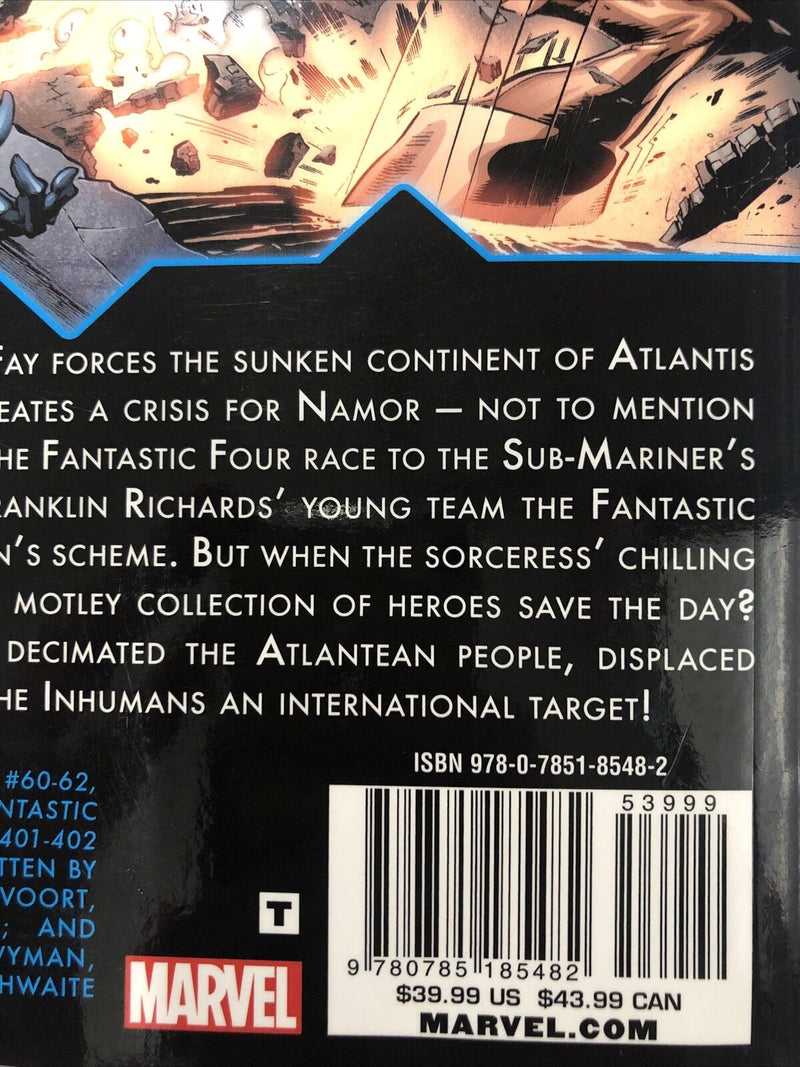 FAY FORCES THE SUNKEN CONTINENT OF ATLANTIS
EATES A CRISIS FOR NAMOR — NOT TO MENTION
HE FANTASTIC FOUR RACE TO THE SUB-MARINER'S
RANKLIN RICHARDS' YOUNG TEAM THE FANTASTIC
N'S SCHEME. BUT WHEN THE SORCERESS' CHILLING
MOTLEY COLLECTION OF HEROES SAVE THE DAY?
DECIMATED THE ATLANTEAN PEOPLE, DISPLACED
HE INHUMANS AN INTERNATIONAL TARGET!
#60-62,
NTASTIC
401-402
TTEN BY
VOORT,
; AND
WYMAN,
HWAITE
T
MARVEL
ISBN 978-0-7851-8548-2
53999
9 780785 185482
$39.99 US $43.99 CAN
MARVEL.COM